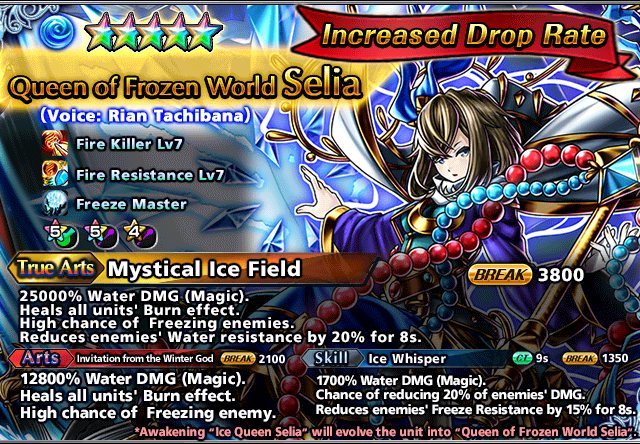 Increased Drop Rate
Queen of Frozen World Selia
(Voice: Rian Tachibana)
Fire Killer Lv7
Fire Resistance Lv7
Freeze Master
5 5 4
True Arts Mystical Ice Field BREAK 3800
25000% Water DMG (Magic).
Heals all units' Burn effect.
High chance of Freezing enemies.
Reduces enemies' Water resistance by 20% for 8s.
Arts Invitation from the Winter God BREAK 2100
12800% Water DMG (Magic).
Heals all units' Burn effect.
High chance of Freezing enemy.
Skill Ice Whisper CT 9s BREAK 1350
1700% Water DMG (Magic).
Chance of reducing 20% of enemies' DMG.
Reduces enemies' Freeze Resistance by 15% for 8s.
*Awakening "Ice Queen Selia" will evolve the unit into "Queen of Frozen World Selia".